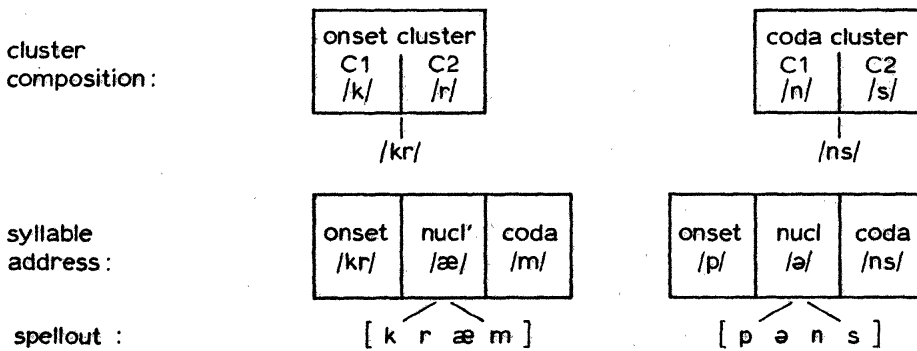 cluster composition:
onset cluster
C1 C2
/k/ /r/
/kr/
coda cluster
C1 C2
/n/ /s/
/ns/
syllable address:
onset nucl' coda
/kr/ /æ/ /m/
onset nucl coda
/p/ /ə/ /ns/
spellout :
[ k r æ m ]
[ p ə n s ]